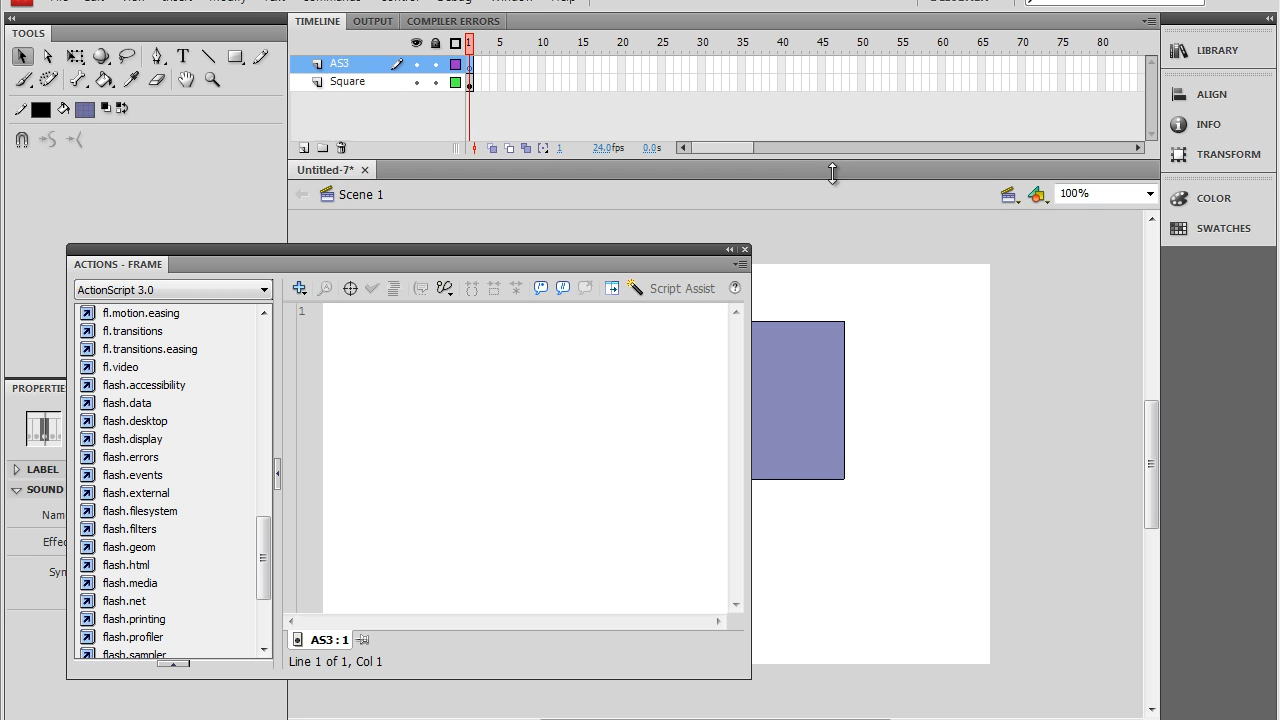 TOOLS
TIMELINE OUTPUT COMPILER ERRORS
1 5 10 15 20 25 30 35 40 45 50 55 60 65 70 75 80
AS3
Square
1 24.0fps 0.0s
Untitled-7*
Scene 1
100%
LIBRARY
ALIGN
INFO
TRANSFORM
COLOR
SWATCHES
PROPERTIE
LABEL
SOUND
Nam
Effec
Syn
ACTIONS - FRAME
ActionScript 3.0
Script Assist
fl.motion.easing
fl.transitions
fl.transitions.easing
fl.video
flash.accessibility
flash.data
flash.desktop
flash.display
flash.errors
flash.events
flash.external
flash.filesystem
flash.filters
flash.geom
flash.html
flash.media
flash.net
flash.printing
flash.profiler
flash.sampler
1
AS3 : 1
Line 1 of 1, Col 1